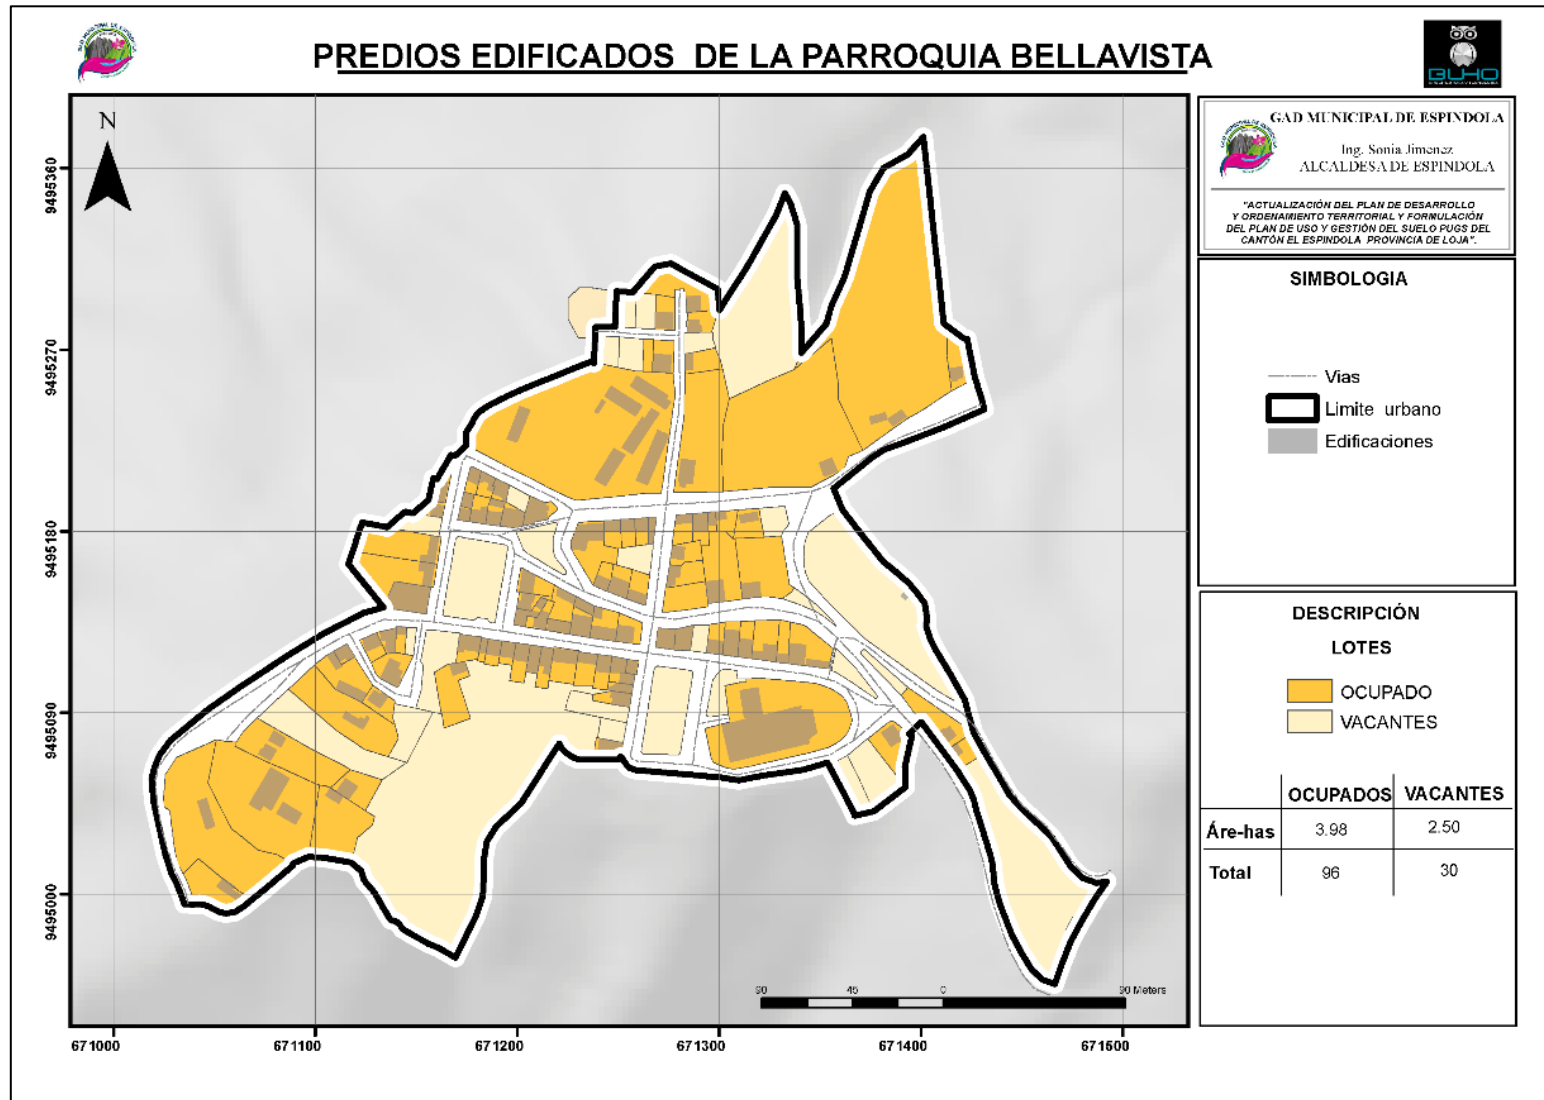 PREDIOS EDIFICADOS DE LA PARROQUIA BELLAVISTA
BUHO
N
9495360
9495270
9495180
9495090
9495000
671000
671100
671200
671300
671400
671500
90
45
0
90 Meters
GAD MUNICIPAL DE ESPINDOLA
Ing. Sonia Jimenez
ALCALDESA DE ESPINDOLA
"ACTUALIZACIÓN DEL PLAN DE DESARROLLO
Y ORDENAMIENTO TERRITORIAL Y FORMULACIÓN
DEL PLAN DE USO Y GESTIÓN DEL SUELO PUGS DEL
CANTÓN EL ESPINDOLA PROVINCIA DE LOJA".
SIMBOLOGIA
Vias
Limite urbano
Edificaciones
DESCRIPCIÓN
LOTES
OCUPADO
VACANTES
OCUPADOS VACANTES
Áre-has 3.98 2.50
Total 96 30